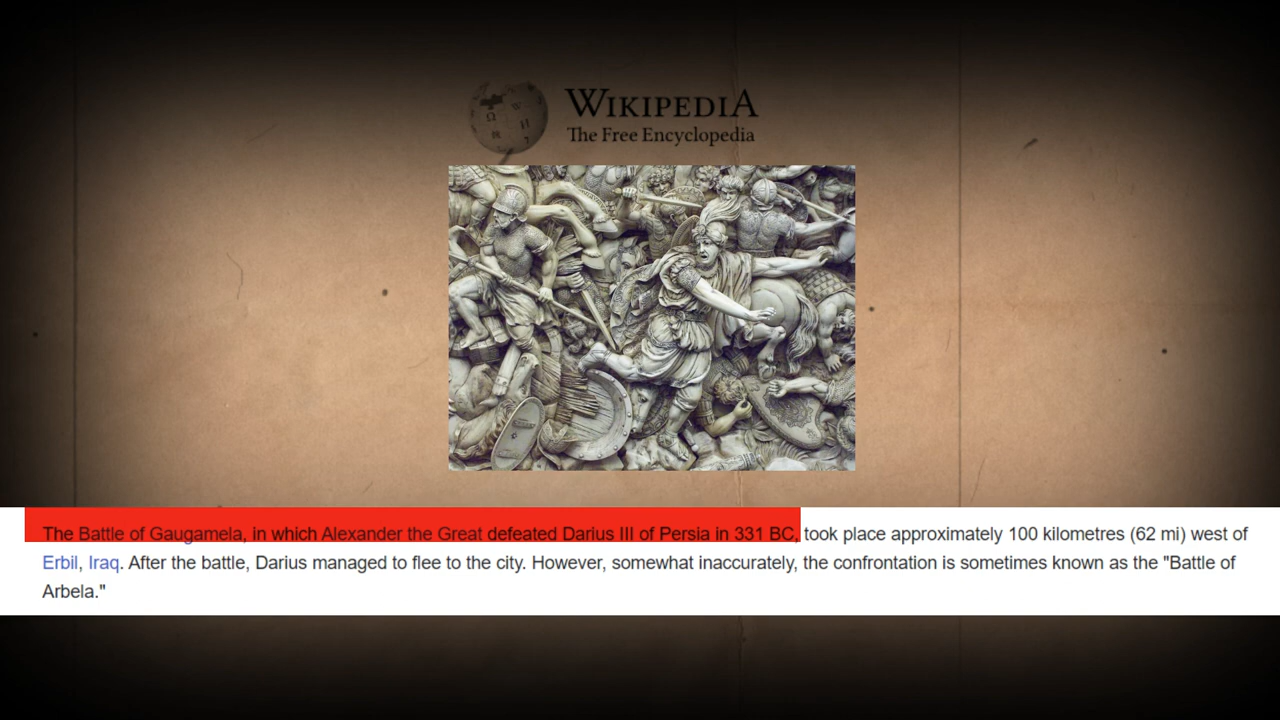 WIKIPEDIA
The Free Encyclopedia
The Battle of Gaugamela, in which Alexander the Great defeated Darius III of Persia in 331 BC, took place approximately 100 kilometres (62 mi) west of
Erbil, Iraq. After the battle, Darius managed to flee to the city. However, somewhat inaccurately, the confrontation is sometimes known as the "Battle of
Arbela."